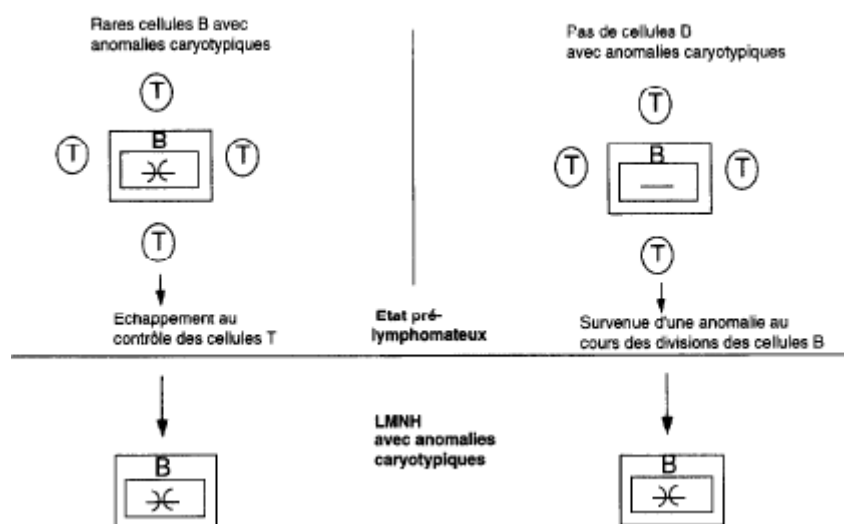 Rares cellules B avec
anomalies caryotypiques
Pas de cellules D
avec anomalies caryotypiques
T
T
B
T
T
T
T
B
T
T
Echappement au
contrôle des cellules T
Etat pré-
lymphomateux
Survenue d'une anomalie au
cours des divisions des cellules B
LMNH
avec anomalies
caryotypiques
B
B